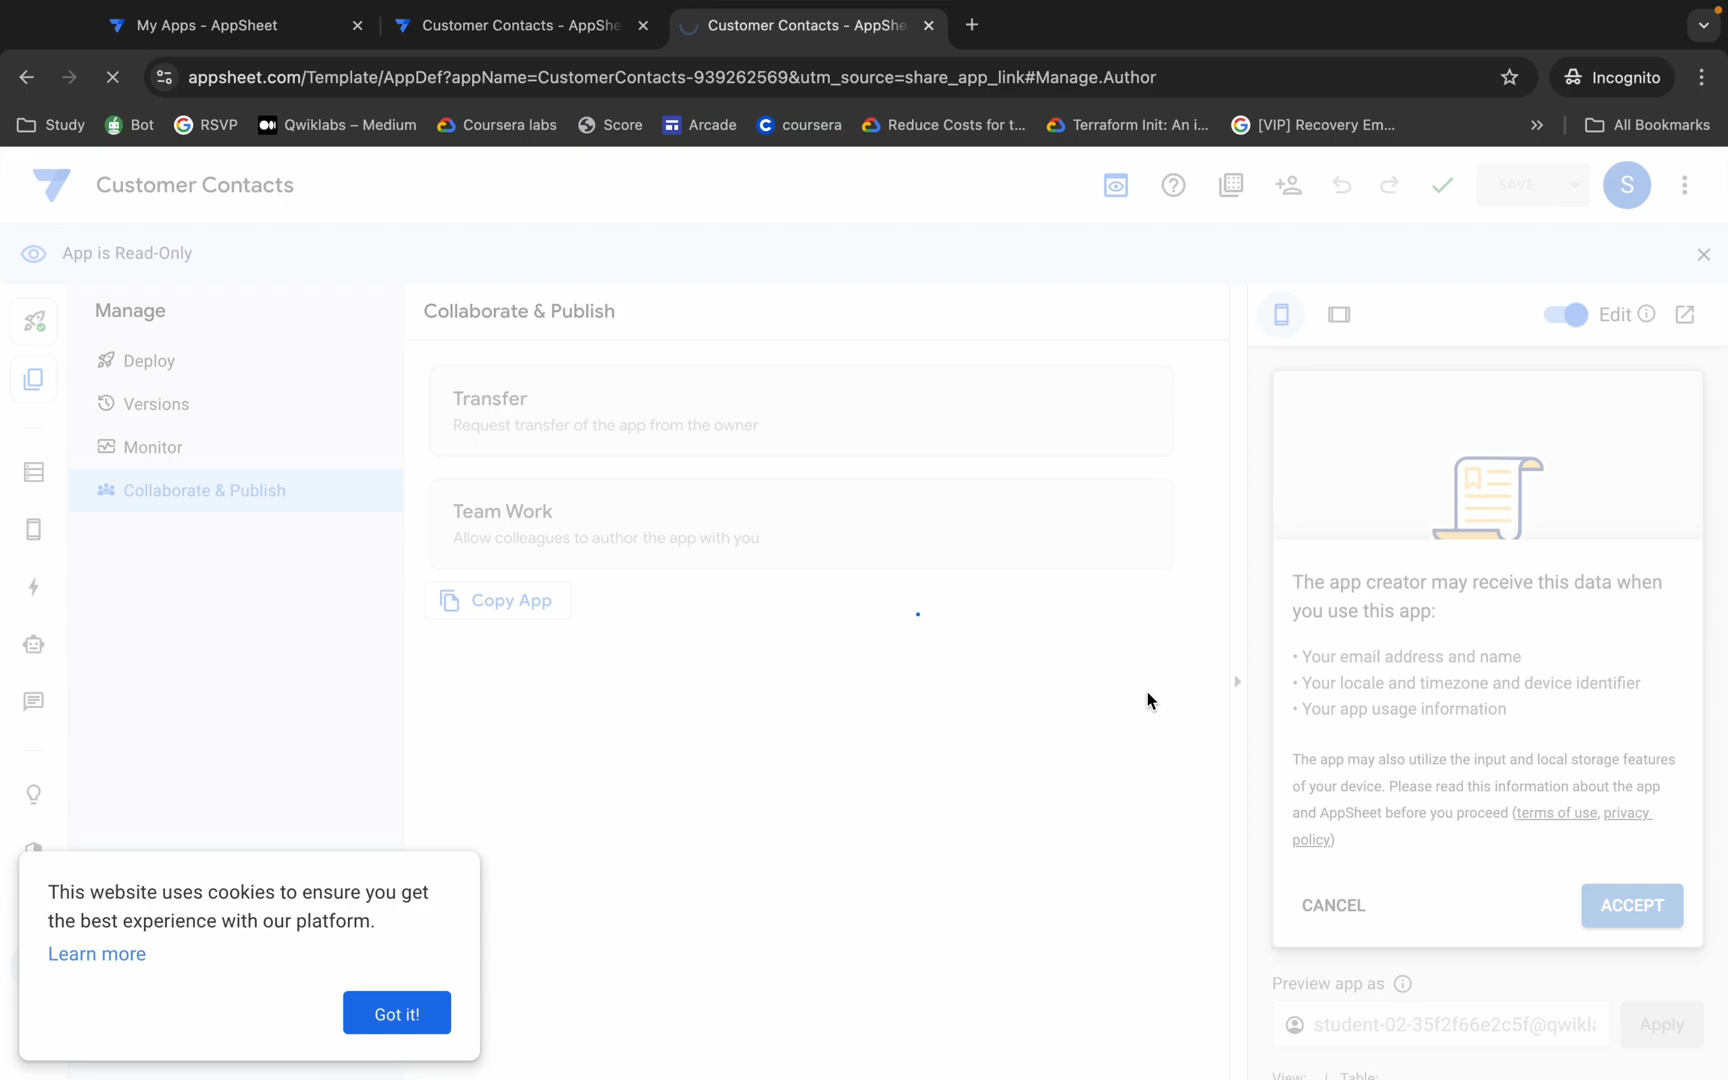 My Apps - AppSheet
Customer Contacts - AppShe
Customer Contacts - AppShe
appsheet.com/Template/AppDef?appName=CustomerContacts-939262569&utm_source=share_app_link#Manage.Author
Incognito
Study
Bot
RSVP
Qwiklabs – Medium
Coursera labs
Score
Arcade
coursera
Reduce Costs for t...
Terraform Init: An i...
[VIP] Recovery Em...
All Bookmarks
Customer Contacts
SAVE
S
App is Read-Only
Manage
Deploy
Versions
Monitor
Collaborate & Publish
Collaborate & Publish
Transfer
Request transfer of the app from the owner
Team Work
Allow colleagues to author the app with you
Copy App
Edit
The app creator may receive this data when
you use this app:
• Your email address and name
• Your locale and timezone and device identifier
• Your app usage information
The app may also utilize the input and local storage features
of your device. Please read this information about the app
and AppSheet before you proceed (terms of use, privacy
policy)
CANCEL
ACCEPT
Preview app as
student-02-35f2f66e2c5f@qwikl
Apply
View: | Table:
This website uses cookies to ensure you get
the best experience with our platform.
Learn more
Got it!